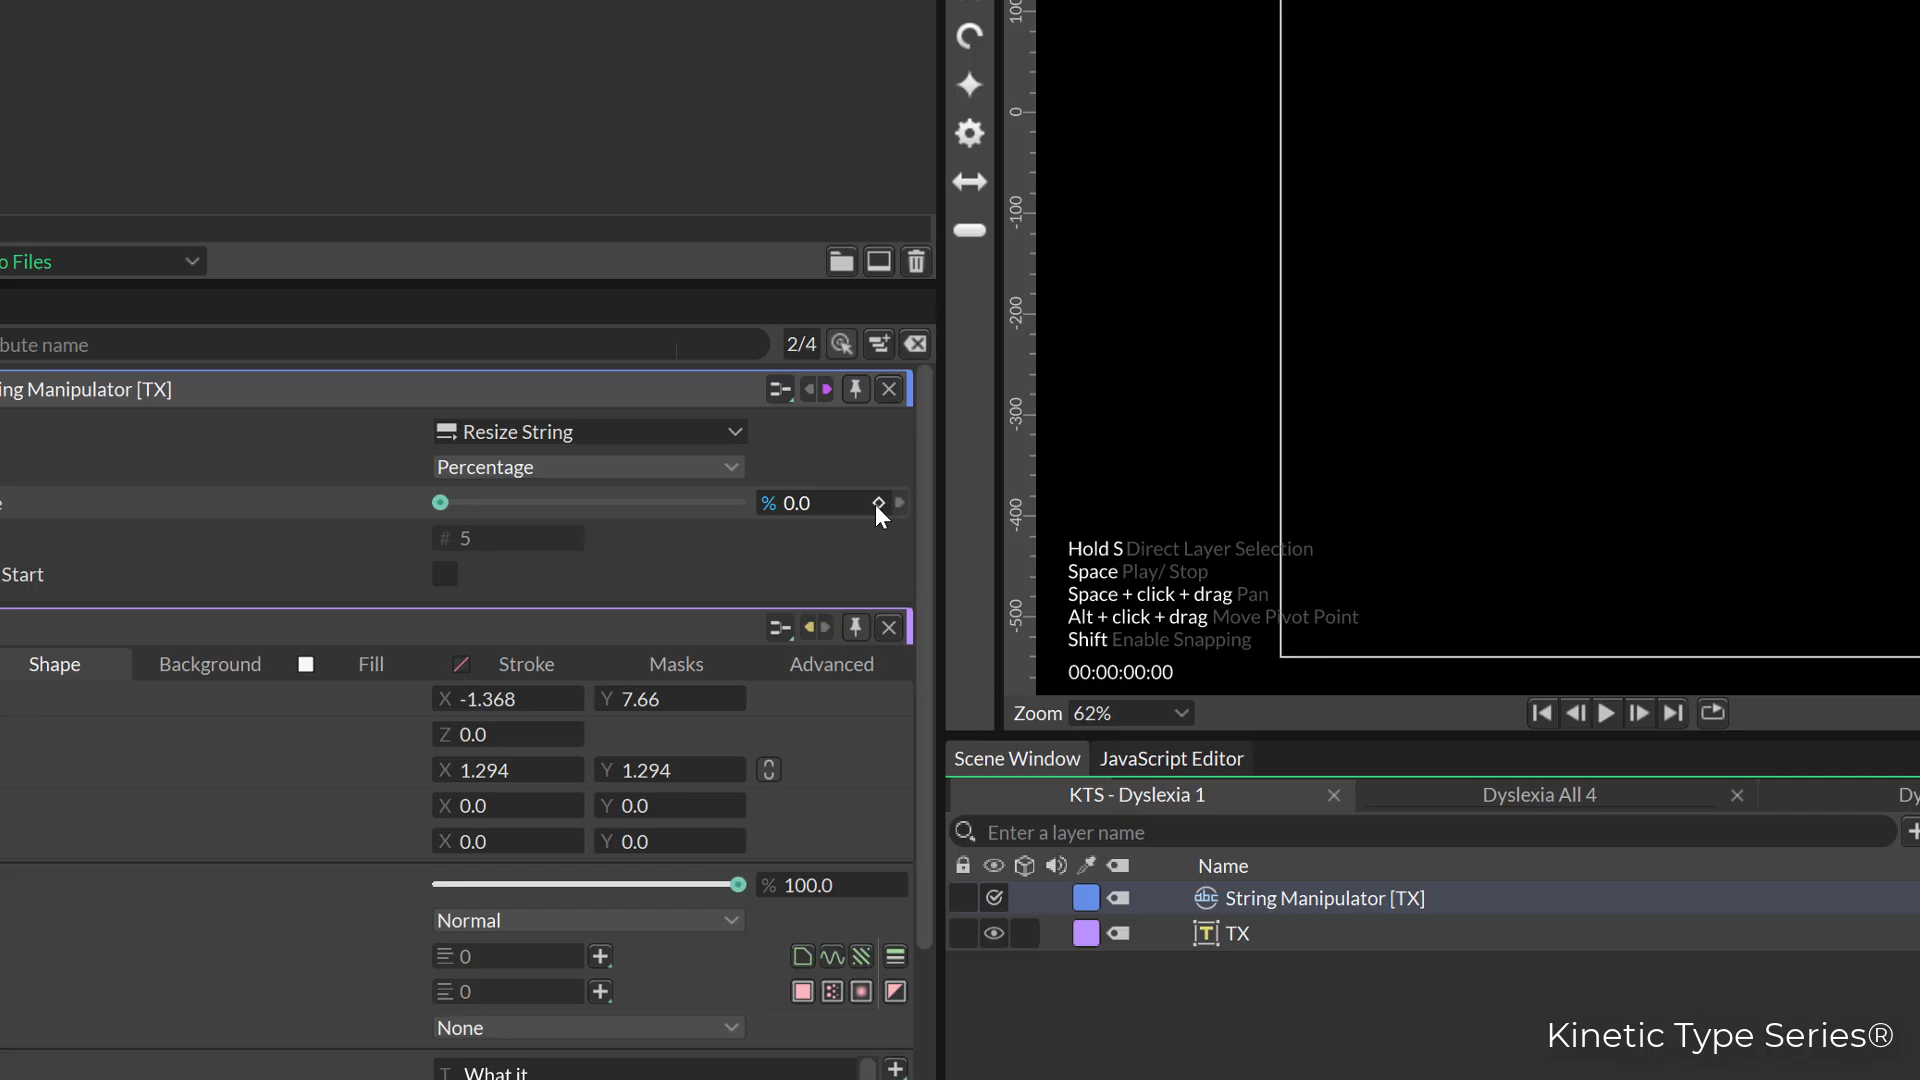 o Files
bute name
2/4
ing Manipulator [TX]
Resize String
Percentage
e
% 0.0
# 5
Start
Shape
Background
Fill
Stroke
Masks
Advanced
X -1.368
Y 7.66
Z 0.0
X 1.294
Y 1.294
X 0.0
Y 0.0
X 0.0
Y 0.0
% 100.0
Normal
0
0
None
T What it
100
0
-100
-200
-300
-400
-500
Hold S Direct Layer Selection
Space Play/ Stop
Space + click + drag Pan
Alt + click + drag Move Pivot Point
Shift Enable Snapping
00:00:00:00
Zoom 62%
Scene Window
JavaScript Editor
KTS - Dyslexia 1
Dyslexia All 4
Dy
Enter a layer name
Name
abc String Manipulator [TX]
T TX
Kinetic Type Series®